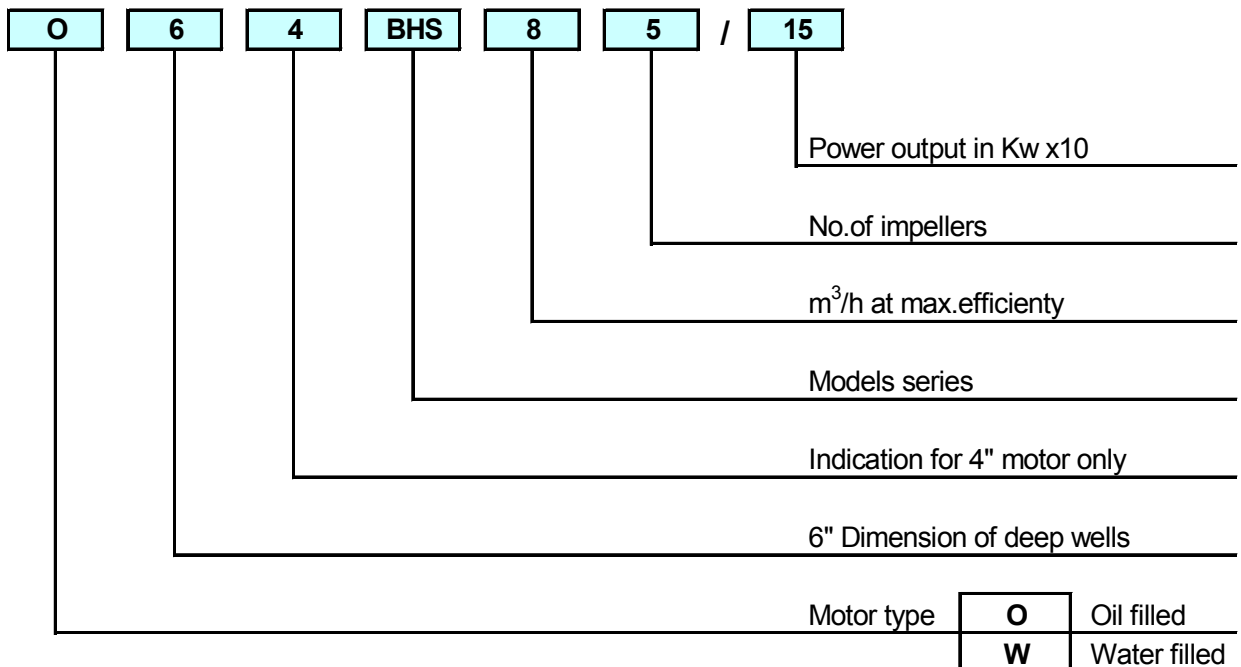 O 6 4 BHS 8 5 / 15
Power output in Kw x10
No.of impellers
m³/h at max.efficienty
Models series
Indication for 4" motor only
6" Dimension of deep wells
Motor type O Oil filled
W Water filled